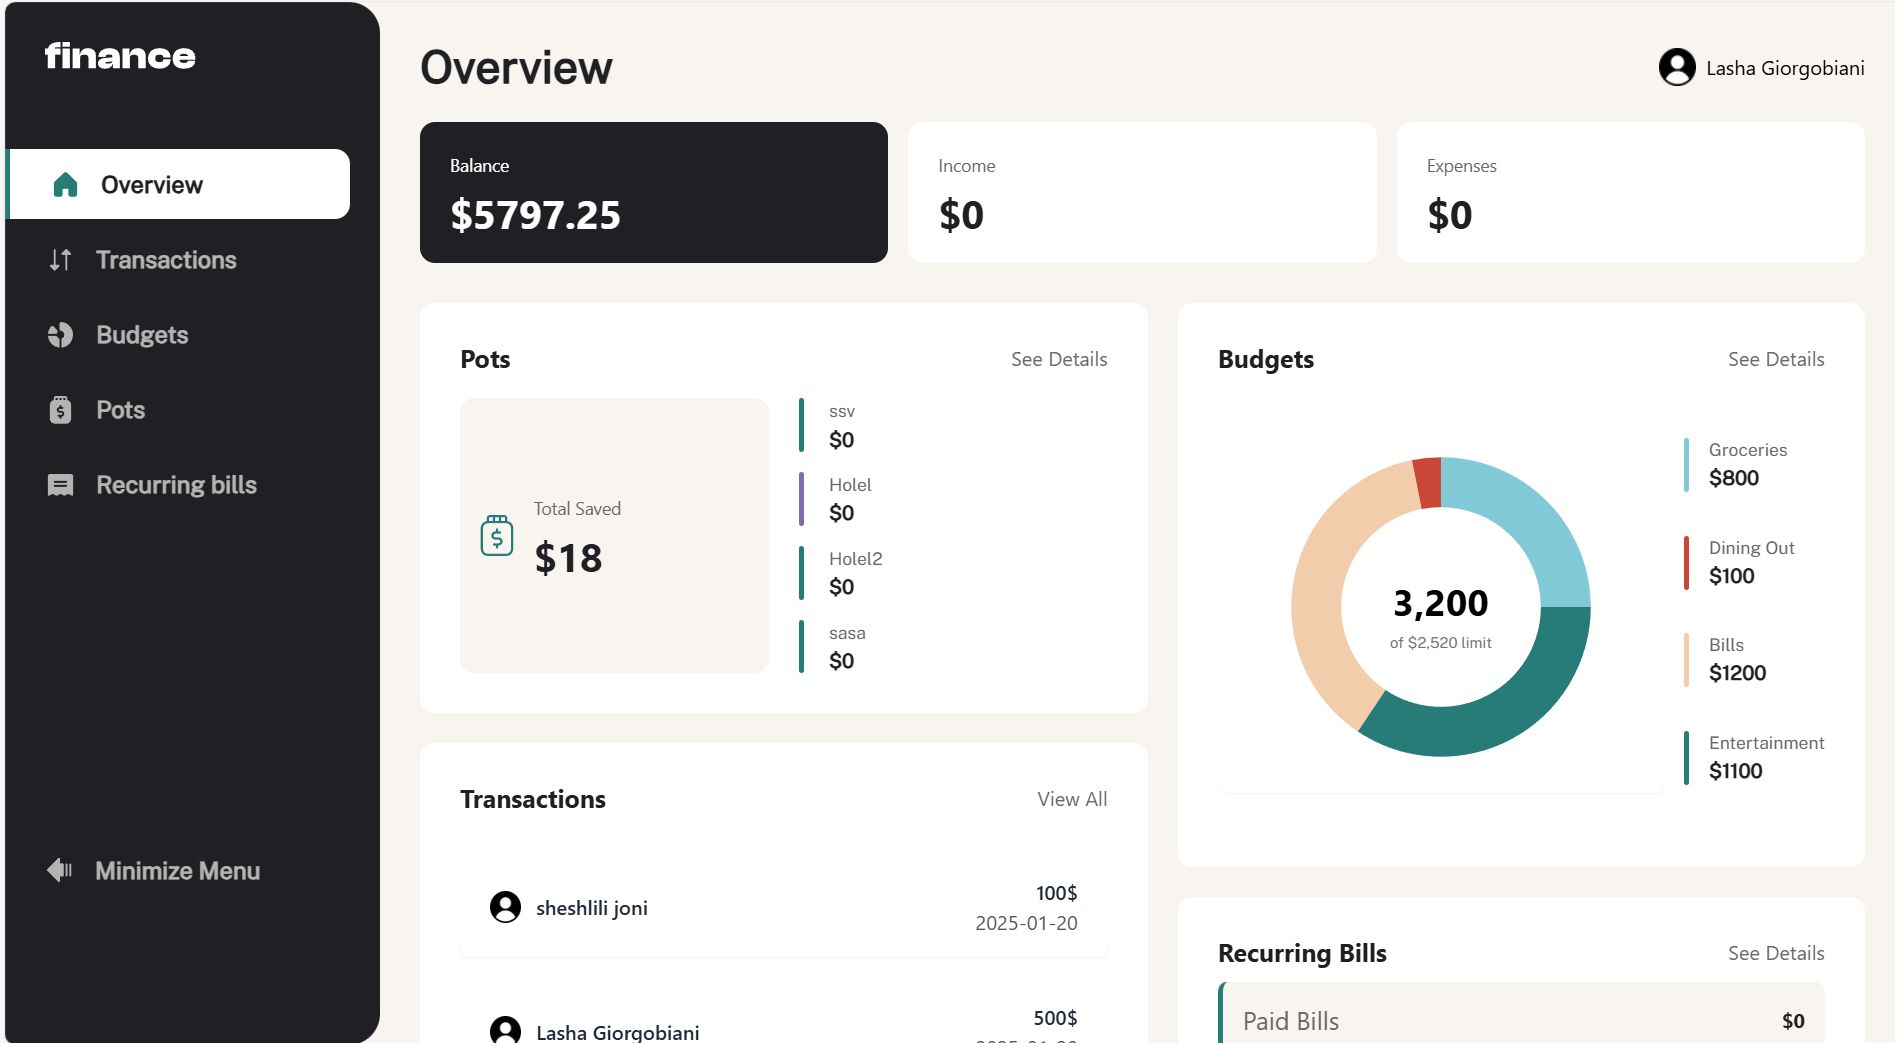 finance
Overview
Transactions
Budgets
Pots
Recurring bills
Minimize Menu
Overview
Lasha Giorgobiani
Balance
$5797.25
Income
$0
Expenses
$0
Pots
See Details
Total Saved
$18
ssv
$0
Holel
$0
Holel2
$0
sasa
$0
Budgets
See Details
3,200
of $2,520 limit
Groceries
$800
Dining Out
$100
Bills
$1200
Entertainment
$1100
Transactions
View All
sheshlili joni
100$
2025-01-20
Lasha Giorgobiani
500$
Recurring Bills
See Details
Paid Bills
$0